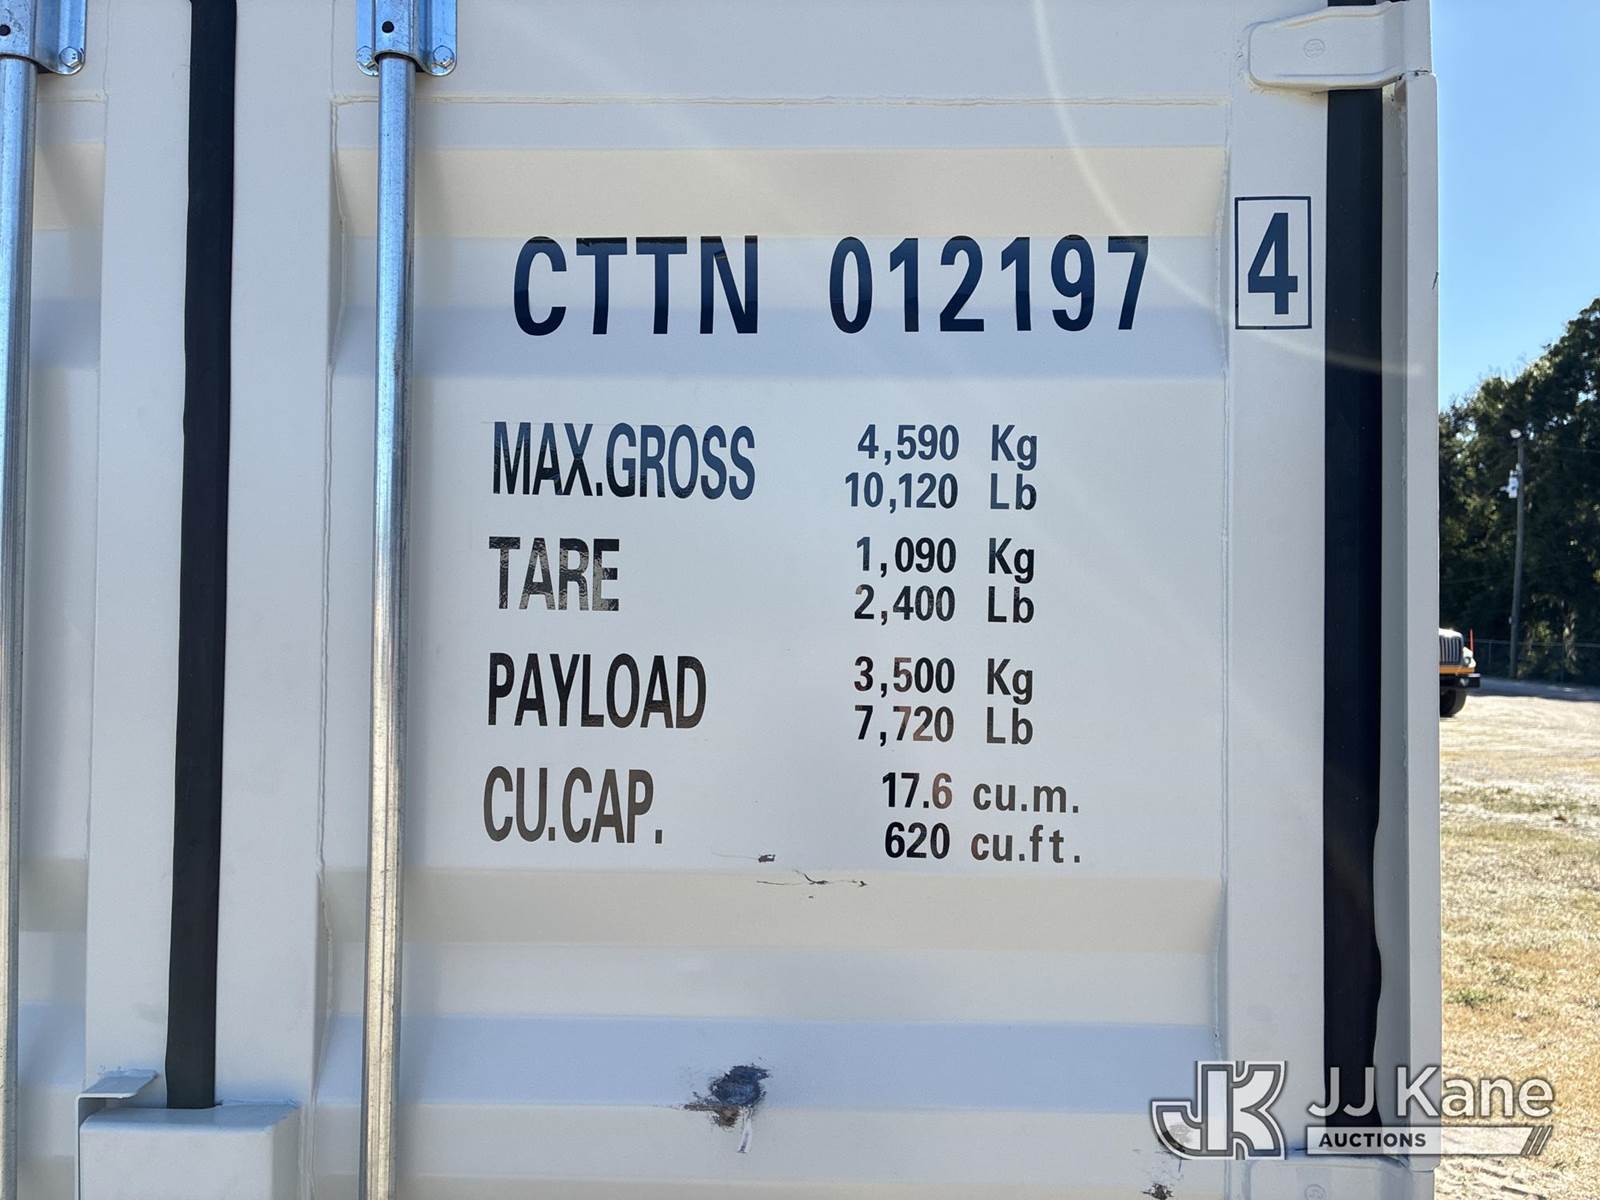 CTTN 012197 4
MAX.GROSS 4,590 Kg
10,120 Lb
TARE 1,090 Kg
2,400 Lb
PAYLOAD 3,500 Kg
7,720 Lb
CU.CAP. 17.6 cu.m.
620 cu.ft.
JK JJ Kane
AUCTIONS